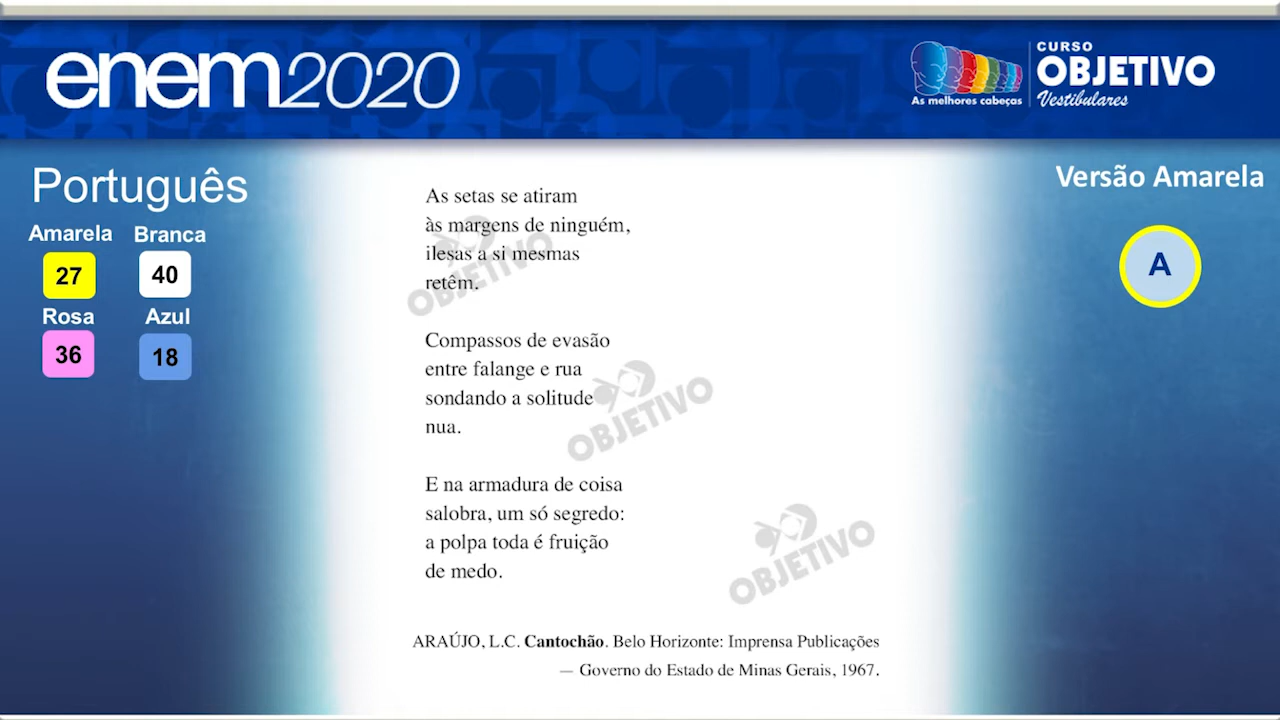 enem2020
As melhores cabeças
CURSO
OBJETIVO
Vestibulares
Português
Amarela Branca
27 40
Rosa Azul
36 18
Versão Amarela
A
As setas se atiram
às margens de ninguém,
ilesas a si mesmas
retêm.
Compassos de evasão
entre falange e rua
sondando a solitude
nua.
E na armadura de coisa
salobra, um só segredo:
a polpa toda é fruição
de medo.
ARAÚJO, L.C. Cantochão. Belo Horizonte: Imprensa Publicações
— Governo do Estado de Minas Gerais, 1967.
OBJETIVO
OBJETIVO
OBJETIVO